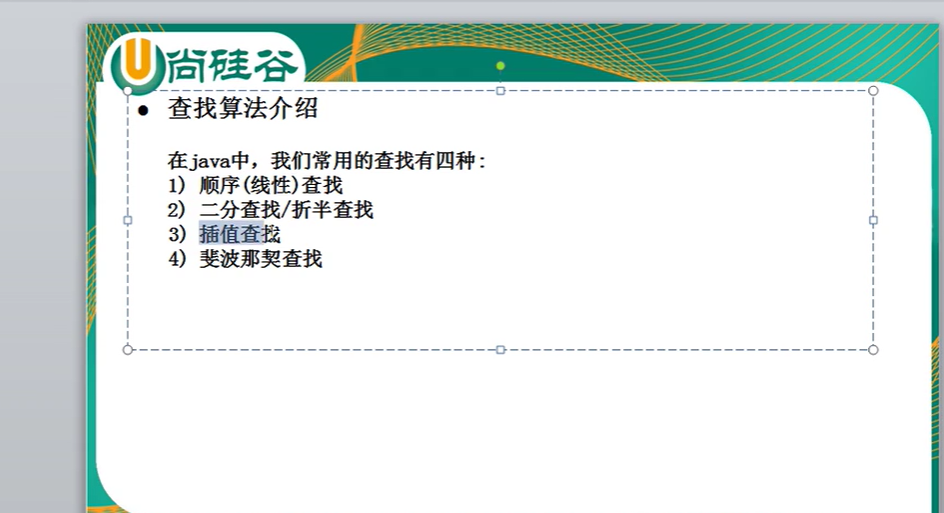 尚硅谷
● 查找算法介绍
在java中，我们常用的查找有四种:
1) 顺序(线性)查找
2) 二分查找/折半查找
3) 插值查找
4) 斐波那契查找